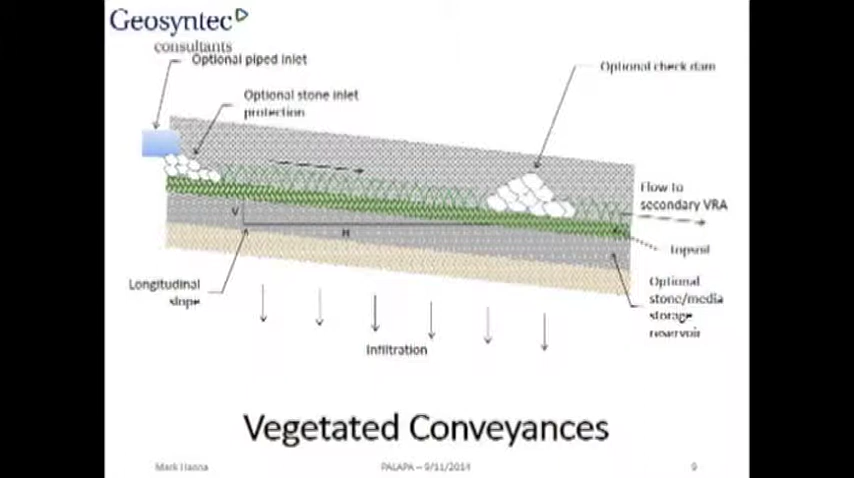 Geosyntec
consultants
Optional piped inlet
Optional check dam
Optional stone inlet
protection
Flow to
secondary VRA
V
H
Topsoil
Longitudinal
slope
Optional
stone/media
storage
reservoir
Infiltration
Vegetated Conveyances
Mark Hanna
PALAPA – 9/11/2014
9